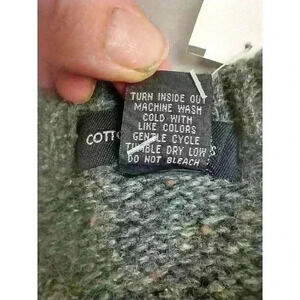 TURN INSIDE OUT
MACHINE WASH
COLD WITH
LIKE COLORS
GENTLE CYCLE
TUMBLE DRY LOW
DO NOT BLEACH